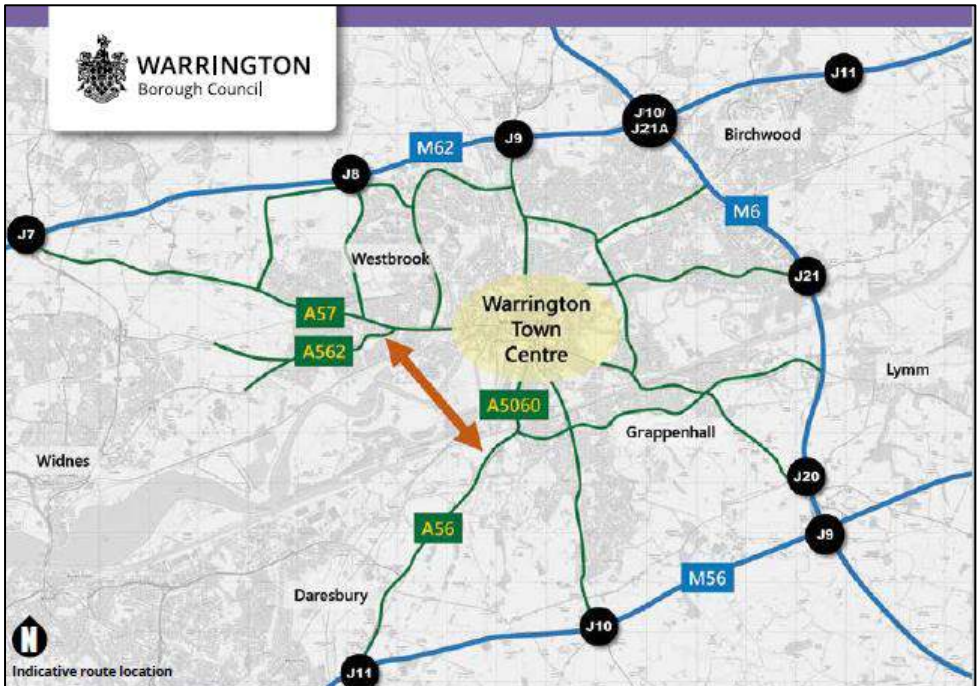 WARRINGTON
Borough Council
J11
J10/
J21A
Birchwood
J9
M62
J8
M6
J7
Westbrook
J21
Warrington
Town
Centre
A57
A562
Lymm
A5060
Grappenhall
Widnes
J20
A56
J9
M56
Daresbury
J10
N
Indicative route location
J11